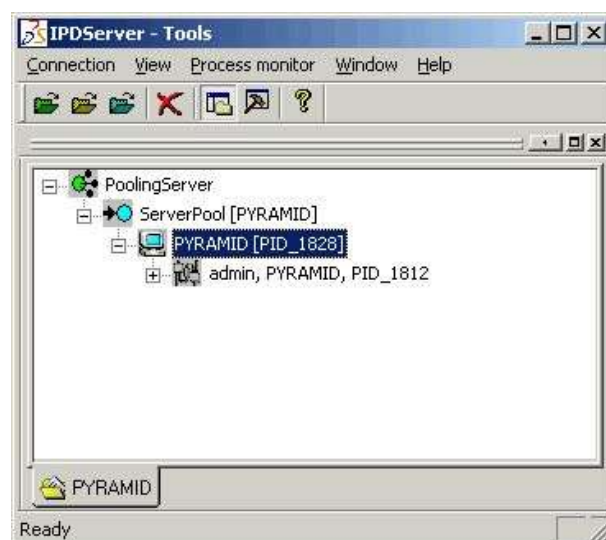 IPDServer - Tools
Connection View Process monitor Window Help
PoolingServer
ServerPool [PYRAMID]
PYRAMID [PID_1828]
admin, PYRAMID, PID_1812
PYRAMID
Ready